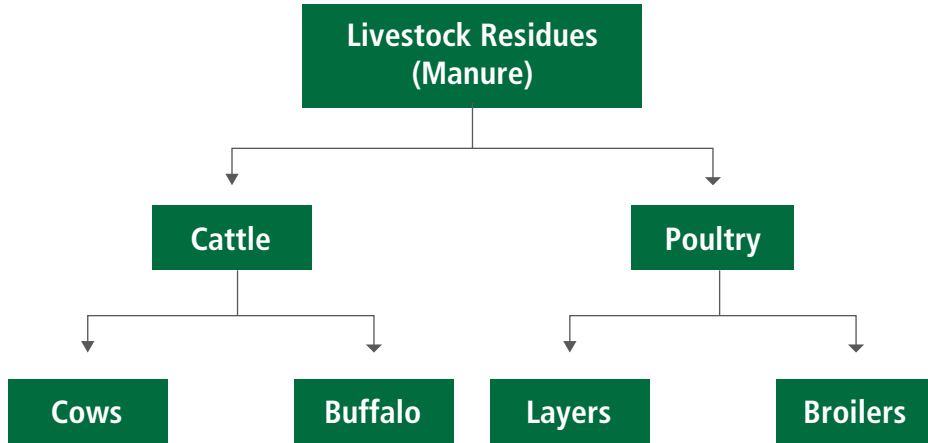 Livestock Residues
(Manure)
Cattle
Poultry
Cows
Buffalo
Layers
Broilers